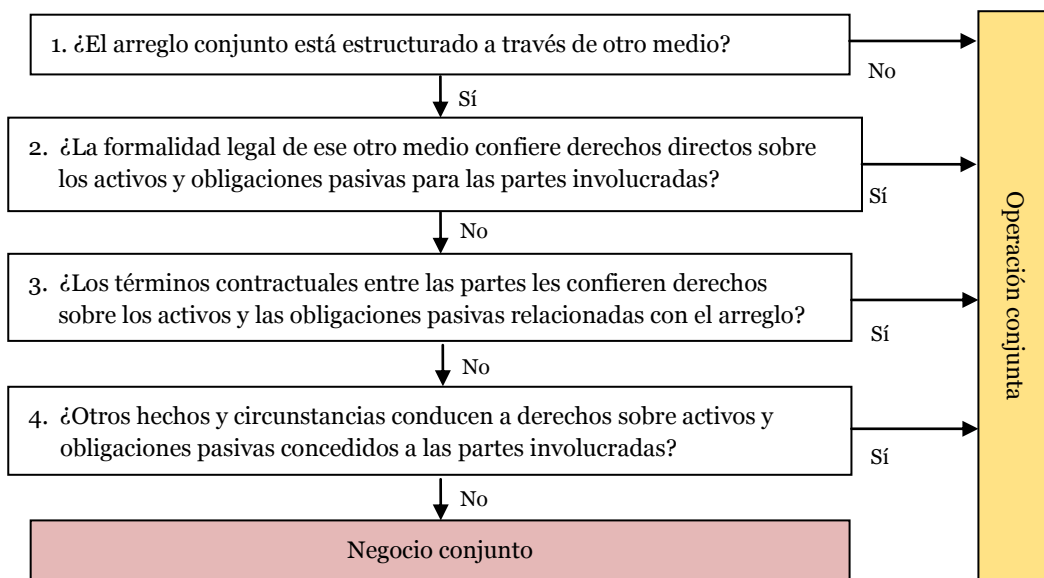 1. ¿El arreglo conjunto está estructurado a través de otro medio?
No
Sí
2. ¿La formalidad legal de ese otro medio confiere derechos directos sobre
los activos y obligaciones pasivas para las partes involucradas?
Sí
No
3. ¿Los términos contractuales entre las partes les confieren derechos
sobre los activos y las obligaciones pasivas relacionadas con el arreglo?
Sí
No
4. ¿Otros hechos y circunstancias conducen a derechos sobre activos y
obligaciones pasivas concedidos a las partes involucradas?
Sí
No
Negocio conjunto
Operación conjunta